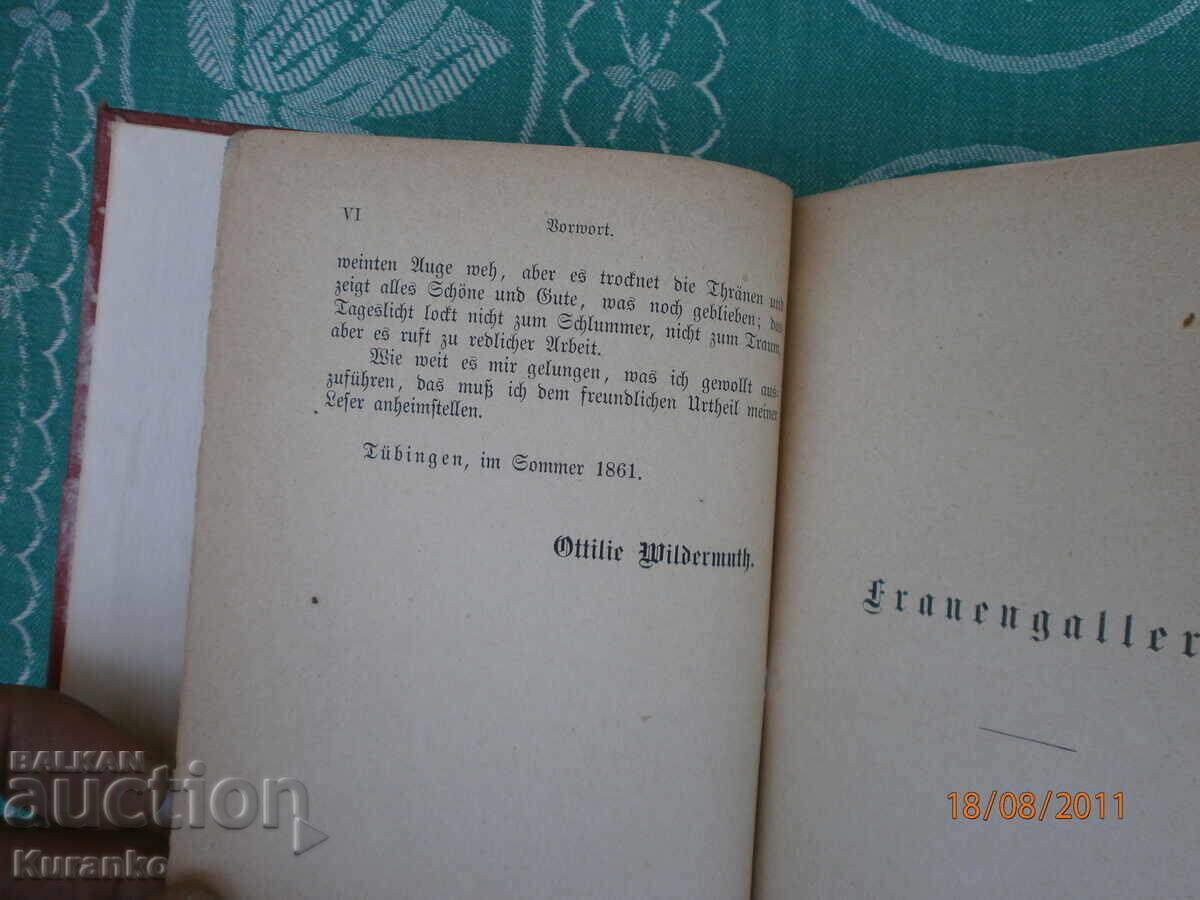 VI
Vorwort.
weinten Auge weh, aber es trocknet die Thränen und
zeigt alles Schöne und Gute, was noch geblieben; das
Tageslicht lockt nicht zum Schlummer, nicht zum Traum,
aber es ruft zu redlicher Arbeit.
Wie weit es mir gelungen, was ich gewollt aus-
zuführen, das muß ich dem freundlichen Urtheil meiner
Leser anheimstellen.
Tübingen, im Sommer 1861.
Ottilie Wildermuth.
Frauengaller
BALKAN
auction
Kuranko
18/08/2011